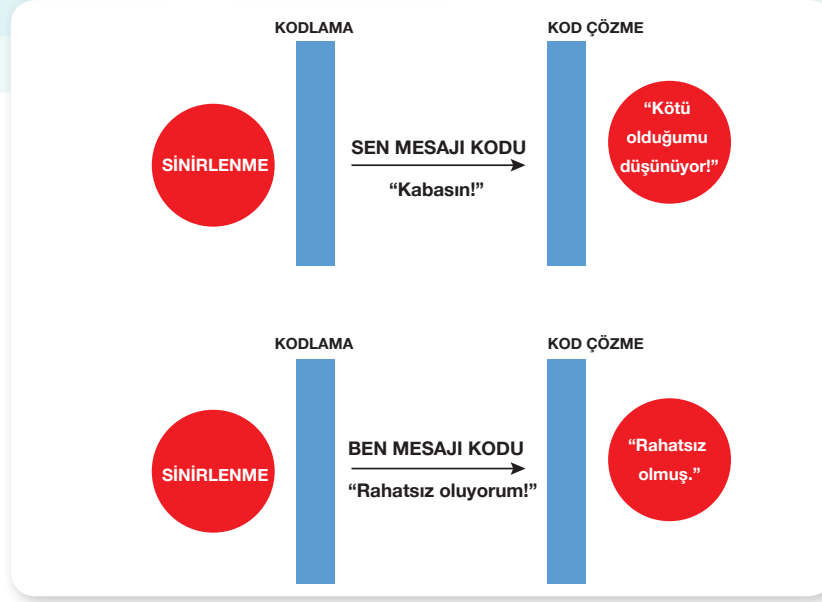 KODLAMA
KOD ÇÖZME
SİNİRLENME
SEN MESAJI KODU
“Kabasın!”
“Kötü
olduğumu
düşünüyor!”
KODLAMA
KOD ÇÖZME
SİNİRLENME
BEN MESAJI KODU
“Rahatsız oluyorum!”
“Rahatsız
olmuş.”